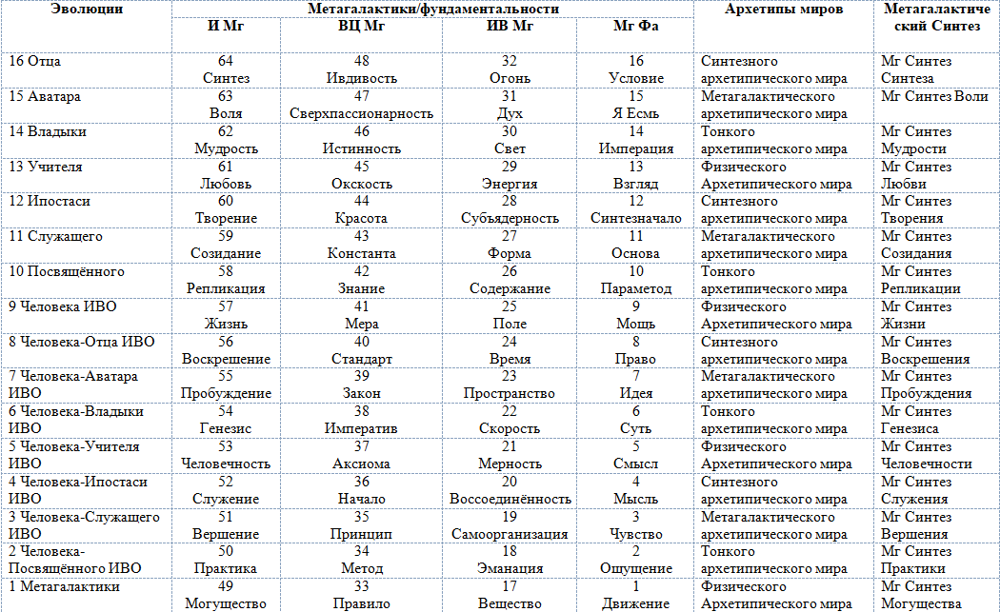 Эволюции Метагалактики/фундаментальности Архетипы миров Метагалактиче
И Мг ВЦ Мг ИВ Мг Мг Фа ский Синтез
16 Отца 64 48 32 16 Синтезного Мг Синтез
Синтез Ивдивость Огонь Условие архетипического мира Синтеза
15 Аватара 63 47 31 15 Метагалактического Мг Синтез Воли
Воля Сверхпассионарность Дух Я Есмь архетипического мира
14 Владыки 62 46 30 14 Тонкого Мг Синтез
Мудрость Истинность Свет Империция архетипического мира Мудрости
13 Учителя 61 45 29 13 Физического Мг Синтез
Любовь Окскость Энергия Взгляд Архетипического мира Любви
12 Ипостаси 60 44 28 12 Синтезного Мг Синтез
Творение Красота Субъядерность Синтезначало архетипического мира Творения
11 Служащего 59 43 27 11 Метагалактического Мг Синтез
Созидание Константа Форма Основа архетипического мира Созидания
10 Посвящённого 58 42 26 10 Тонкого Мг Синтез
Репликация Знание Содержание Параметод архетипического мира Репликации
9 Человека ИВО 57 41 25 9 Физического Мг Синтез
Жизнь Мера Поле Мощь Архетипического мира Жизни
8 Человека-Отца ИВО 56 40 24 8 Синтезного Мг Синтез
Воскрешение Стандарт Время Право архетипического мира Воскрешения
7 Человека-Аватара 55 39 23 7 Метагалактического Мг Синтез
ИВО Пробуждение Закон Пространство Идея архетипического мира Пробуждения
6 Человека-Владыки 54 38 22 6 Тонкого Мг Синтез
ИВО Генезис Императив Скорость Суть архетипического мира Генезиса
5 Человека-Учителя 53 37 21 5 Физического Мг Синтез
ИВО Человечность Аксиома Мерность Смысл Архетипического мира Человечности
4 Человека-Ипостаси 52 36 20 4 Синтезного Мг Синтез
ИВО Служение Начало Воссоединённость Мысль архетипического мира Служения
3 Человека-Служащего 51 35 19 3 Метагалактического Мг Синтез
ИВО Вершение Принцип Самоорганизация Чувство архетипического мира Вершения
2 Человека- 50 34 18 2 Тонкого Мг Синтез
Посвящённого ИВО Практика Метод Эманация Ощущение архетипического мира Практики
1 Метагалактики 49 33 17 1 Физического Мг Синтез
Могущество Правило Вещество Движение Архетипического мира Могущества